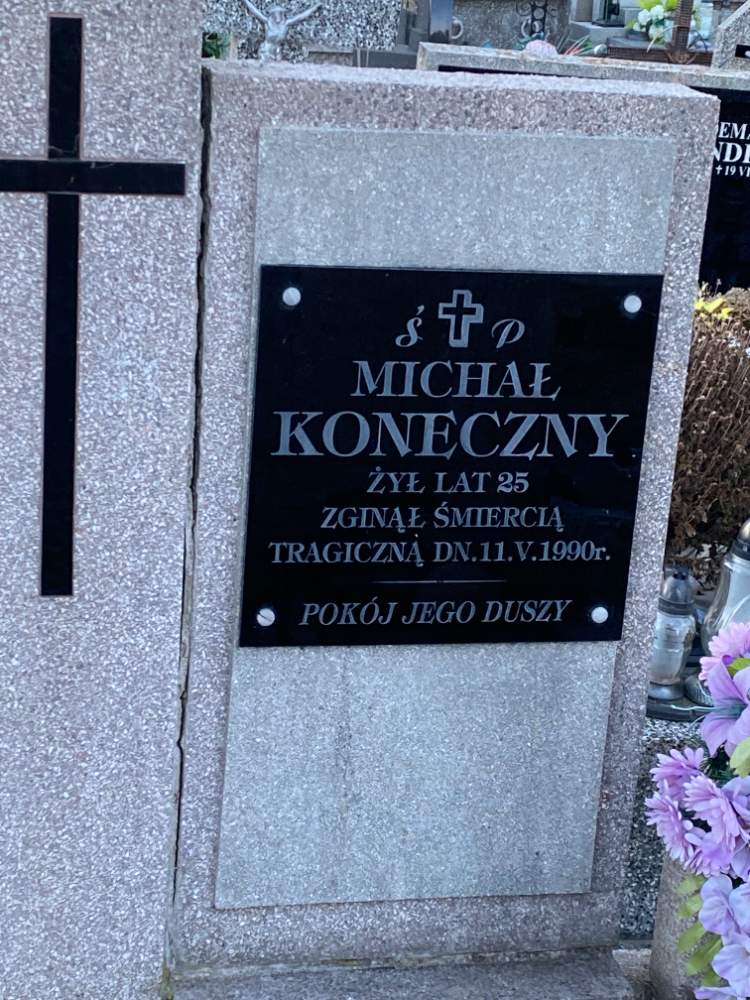 Ś P
MICHAŁ
KONECZNY
ŻYŁ LAT 25
ZGINĄŁ ŚMIERCIĄ
TRAGICZNĄ DN.11.V.1990r.
POKÓJ JEGO DUSZY